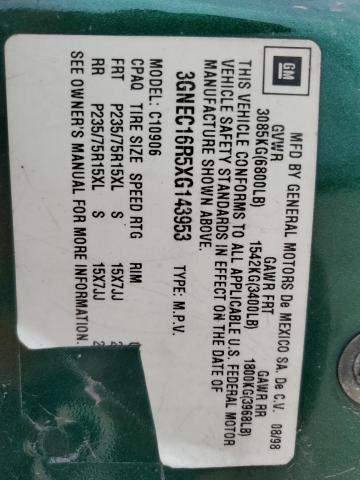 GM
MFD BY GENERAL MOTORS De MEXICO SA. De C.V. 08/98
GVWR GAWR FRT GAWR RR
3085KG(6800LB) 1542KG(3400LB) 1800KG(3968LB)
THIS VEHICLE CONFORMS TO ALL APPLICABLE U.S. FEDERAL MOTOR
VEHICLE SAFETY STANDARDS IN EFFECT ON THE DATE OF
MANUFACTURE SHOWN ABOVE.
3GNEC16R5XG143953 TYPE: M.P.V.
MODEL: C10906
CPAQ TIRE SIZE SPEED RTG RIM
FRT P235/75R15XL S 15X7JJ 2
RR P235/75R15XL S 15X7JJ 2
SEE OWNER'S MANUAL FOR MORE INFORMATION.